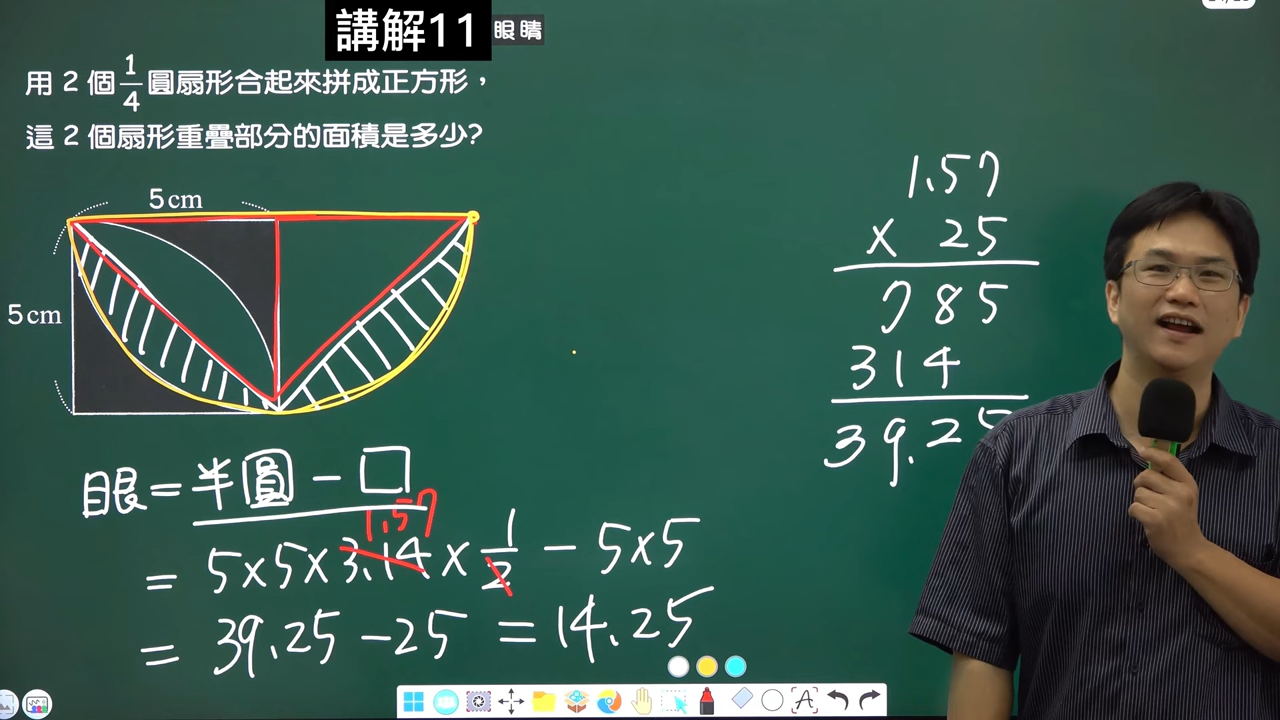 講解11
眼睛
用 2 個 1/4 圓扇形合起來拼成正方形，
這 2 個扇形重疊部分的面積是多少?
5cm
5cm
眼=半圓-□
1.57
=5×5×3.14×1/2-5×5
=39.25-25=14.25
1.57
× 25
785
314
39.25